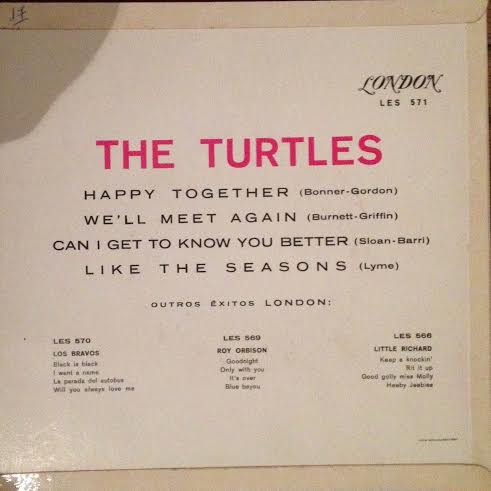 LONDON
LES 571
THE TURTLES
HAPPY TOGETHER (Bonner-Gordon)
WE'LL MEET AGAIN (Burnett-Griffin)
CAN I GET TO KNOW YOU BETTER (Sloan-Barri)
LIKE THE SEASONS (Lyme)
OUTROS ÊXITOS LONDON:
LES 570
LOS BRAVOS
Black is black
I want a name
La parada del autobus
Will you always love me
LES 569
ROY ORBISON
Goodnight
Only with you
It's over
Blue bayou
LES 566
LITTLE RICHARD
Keep a knockin'
Rit it up
Good golly miss Molly
Heeby Jeebies